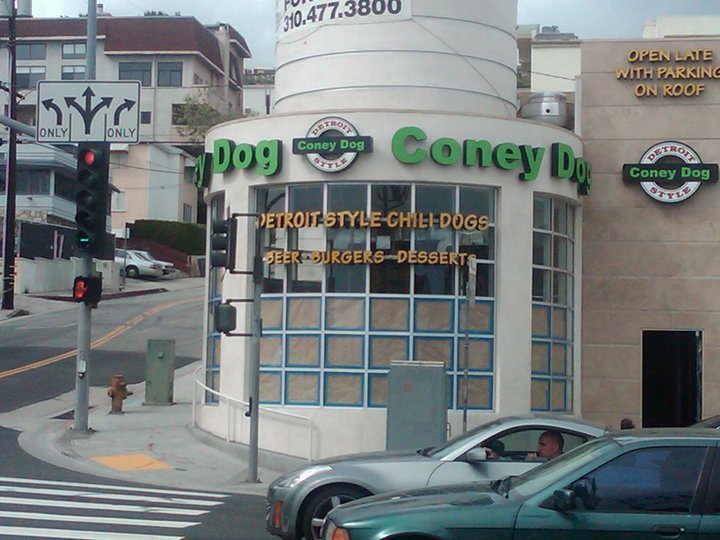 310.477.3800
OPEN LATE
WITH PARKING
ON ROOF
ONLY ONLY
Dog
DETROIT
Coney Dog
STYLE
Coney Dog
DETROIT
Coney Dog
STYLE
DETROIT-STYLE CHILI DOGS
BEER BURGERS DESSERTS